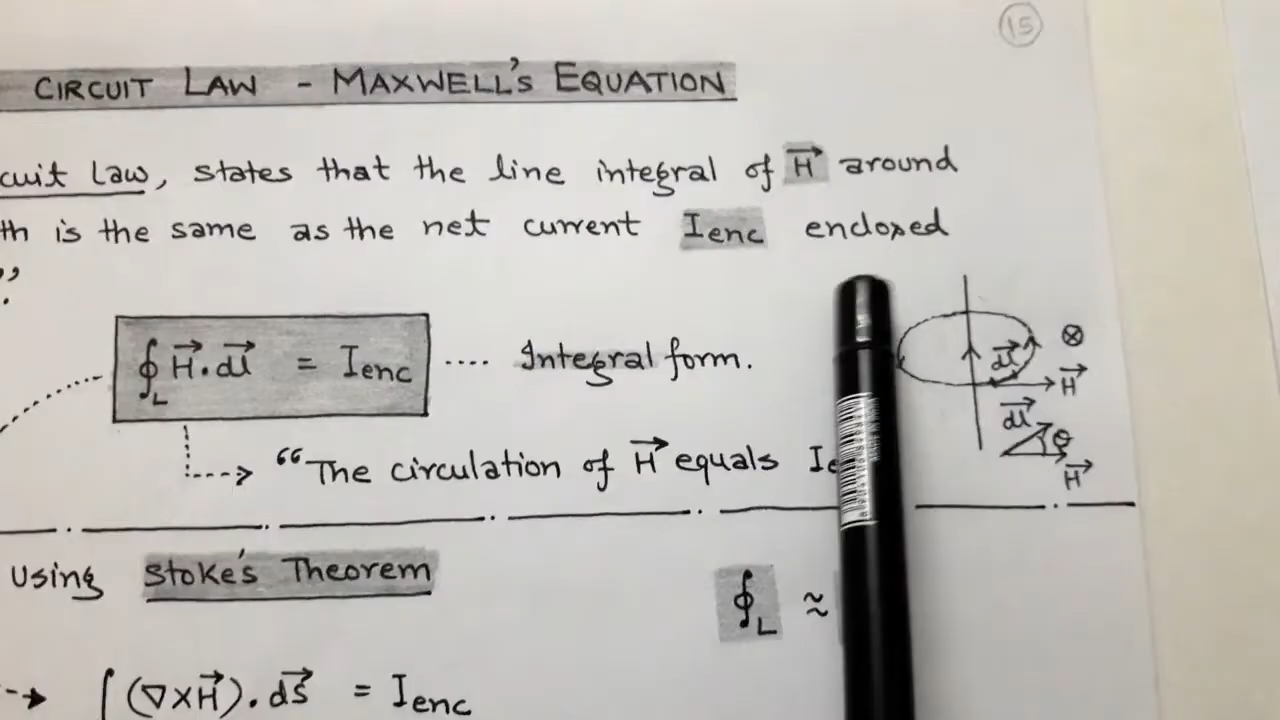 15
CIRCUIT LAW - MAXWELL'S EQUATION
cuit law, states that the line integral of H⃗ around
th is the same as the net current Ienc enclosed
”.
∮L H⃗.dl⃗ = Ienc .... Integral form.
dl⃗ ⊗
H⃗
dl⃗ θ
H⃗
“The circulation of H⃗ equals Ie
using Stoke's Theorem
∮L ≈
∫(∇×H⃗).dS⃗ = Ienc